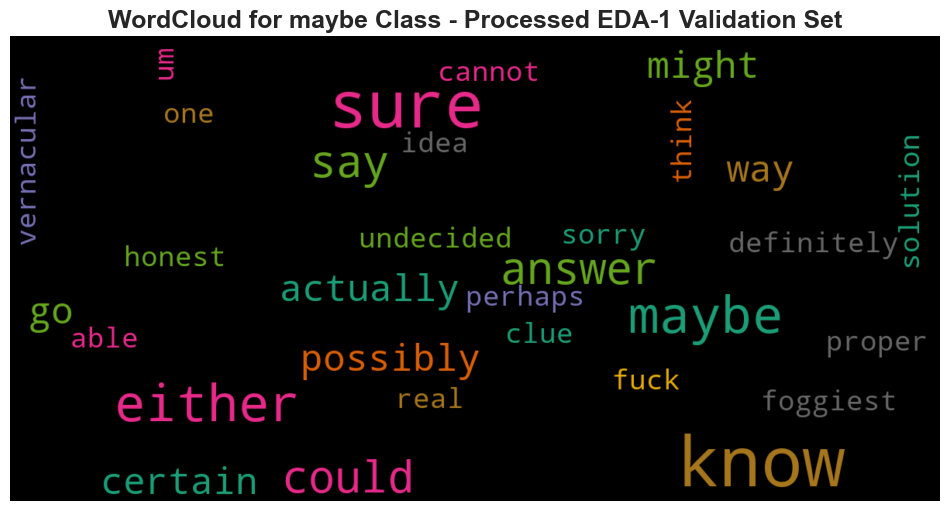 WordCloud for maybe Class - Processed EDA-1 Validation Set
um
cannot
might
vernacular
one
sure
think
idea
say
way
solution
undecided
sorry
definitely
honest
answer
actually
perhaps
go
maybe
able
clue
proper
possibly
fuck
either
real
foggiest
know
certain
could